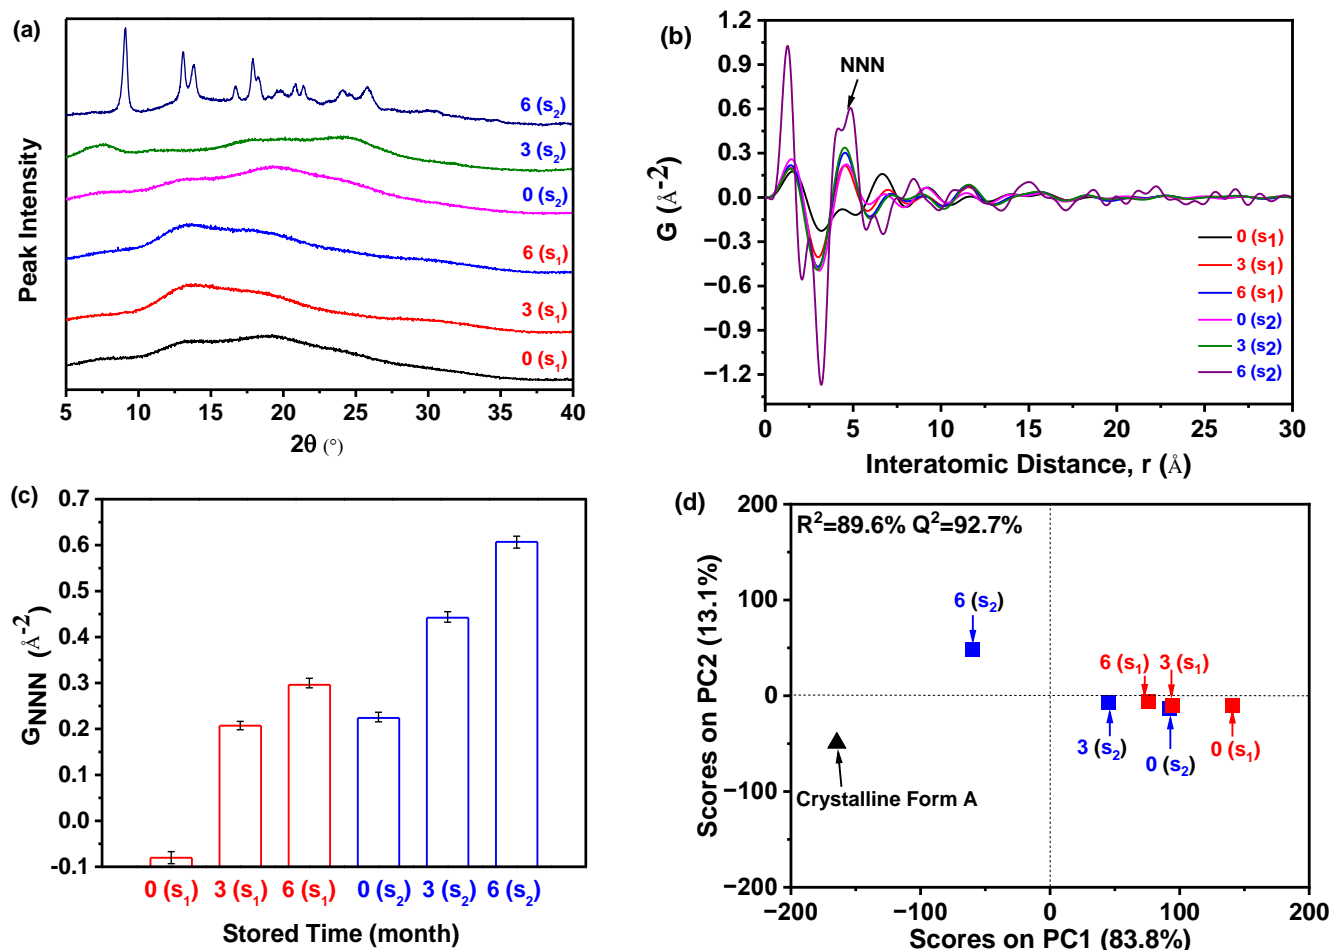 (a)
6 (s2)
3 (s2)
0 (s2)
6 (s1)
3 (s1)
0 (s1)
Peak Intensity
5 10 15 20 25 30 35 40
2θ (°)
(b)
1.2
0.9
0.6
0.3
0.0
−0.3
−0.6
−0.9
−1.2
G (Å-2)
NNN
0 (s1)
3 (s1)
6 (s1)
0 (s2)
3 (s2)
6 (s2)
0 5 10 15 20 25 30
Interatomic Distance, r (Å)
(c)
0.7
0.6
0.5
0.4
0.3
0.2
0.1
0.0
-0.1
GNNN (Å-2)
0 (s1) 3 (s1) 6 (s1) 0 (s2) 3 (s2) 6 (s2)
Stored Time (month)
(d)
200
100
0
−100
−200
Scores on PC2 (13.1%)
R2=89.6% Q2=92.7%
6 (s2)
6 (s1) 3 (s1)
3 (s2) 0 (s2) 0 (s1)
Crystalline Form A
−200 −100 0 100 200
Scores on PC1 (83.8%)